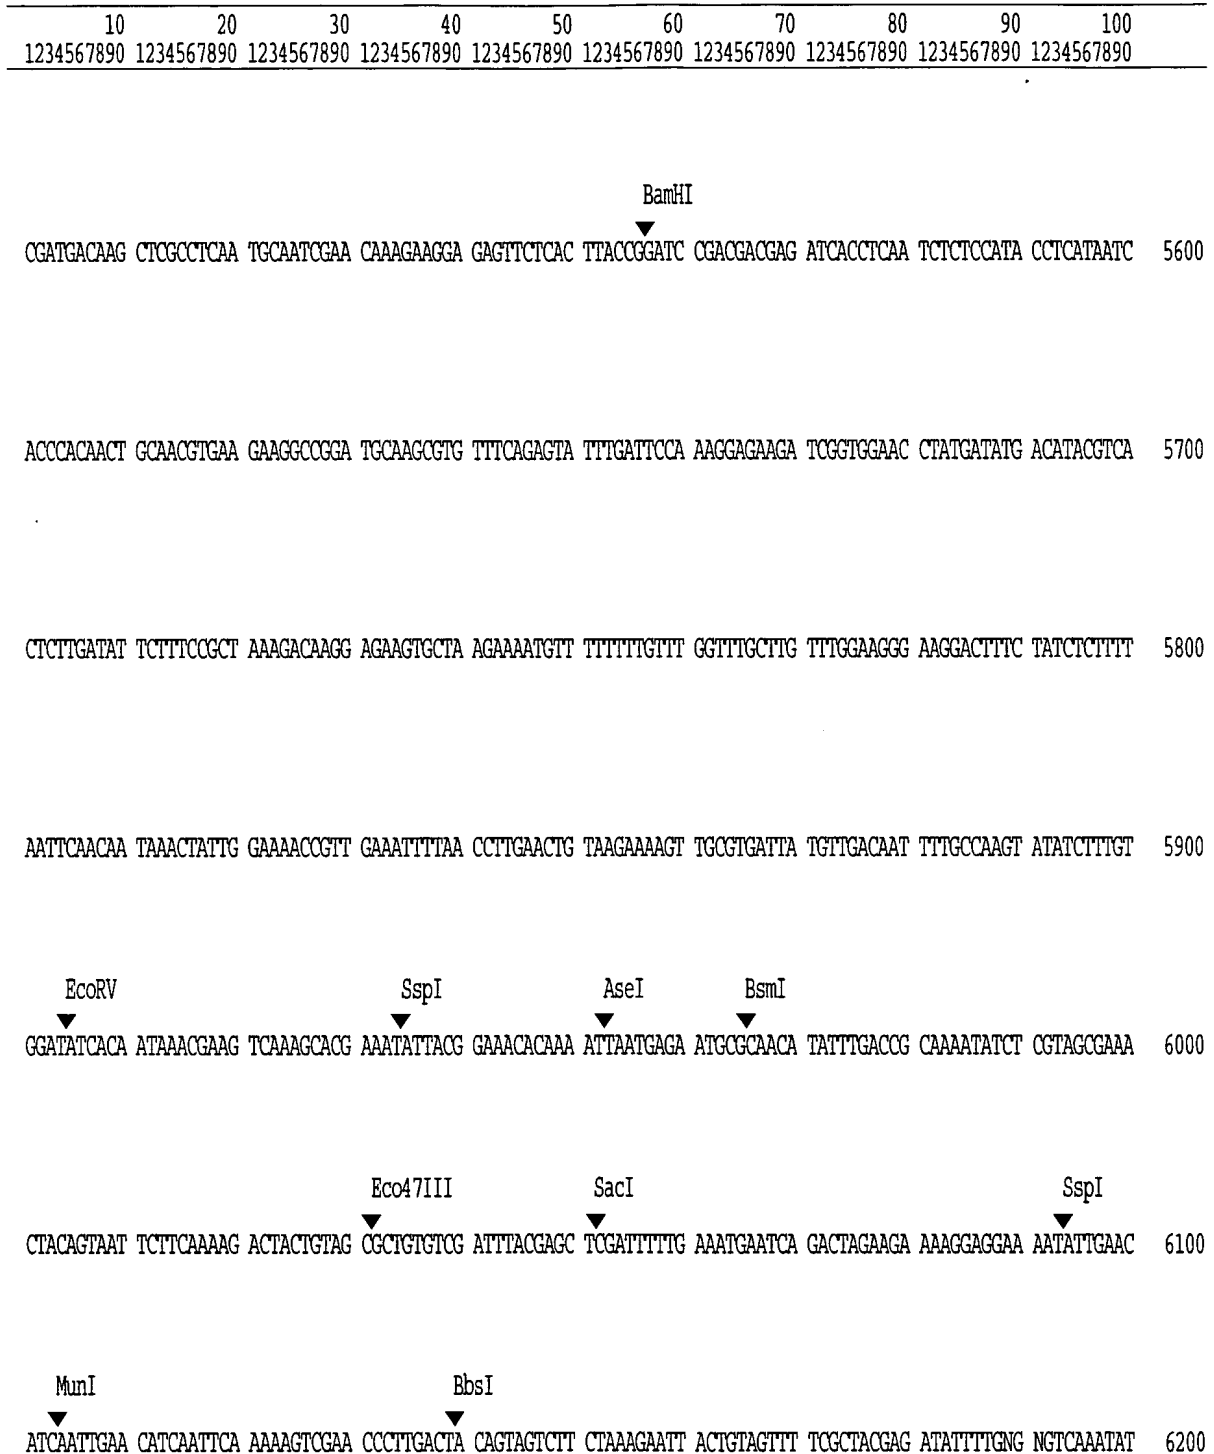 10 20 30 40 50 60 70 80 90 100
1234567890 1234567890 1234567890 1234567890 1234567890 1234567890 1234567890 1234567890 1234567890 1234567890
BamHI
CGATGACAAG CTCGCCTCAA TGCAATCGAA CAAAGAAGGA GAGTTCTCAC TTACCGGATC CGACGACGAG ATCACCTCAA TCTCTCCATA CCTCATAATC 5600
ACCCACAACT GCAACGTGAA GAAGGCCGGA TGCAAGCGTG TTTCAGAGTA TTTGATTCCA AAGGAGAAGA TCGGTGGAAC CTATGATATG ACATACGTCA 5700
CTCTTGATAT TCTTTCCGCT AAAGACAAGG AGAAGTGCTA AGAAAATGTT TTTTTTGTTT GGTTTGCTTG TTTGGAAGGG AAGGACTTTC TATCTCTTTT 5800
AATTCAACAA TAAACTATTG GAAAACCGTT GAAATTTTAA CCTTGAACTG TAAGAAAAGT TGCGTGATTA TGTTGACAAT TTTGCCAAGT ATATCTTTGT 5900
EcoRV SspI AseI BsmI
GGATATCACA ATAAACGAAG TCAAAGCACG AAATATTACG GAAACACAAA ATTAATGAGA ATGCGCAACA TATTTGACCG CAAAATATCT CGTAGCGAAA 6000
Eco47III SacI SspI
CTACAGTAAT TCTTCAAAAG ACTACTGTAG CGCTGTGTCG ATTTACGAGC TCGATTTTTG AAATGAATCA GACTAGAAGA AAAGGAGGAA AATATTGAAC 6100
MunI BbsI
ATCAATTGAA CATCAATTCA AAAAGTCGAA CCCTTGACTA CAGTAGTCTT CTAAAGAATT ACTGTAGTTT TCGCTACGAG ATATTTTGNG NGTCAAATAT 6200